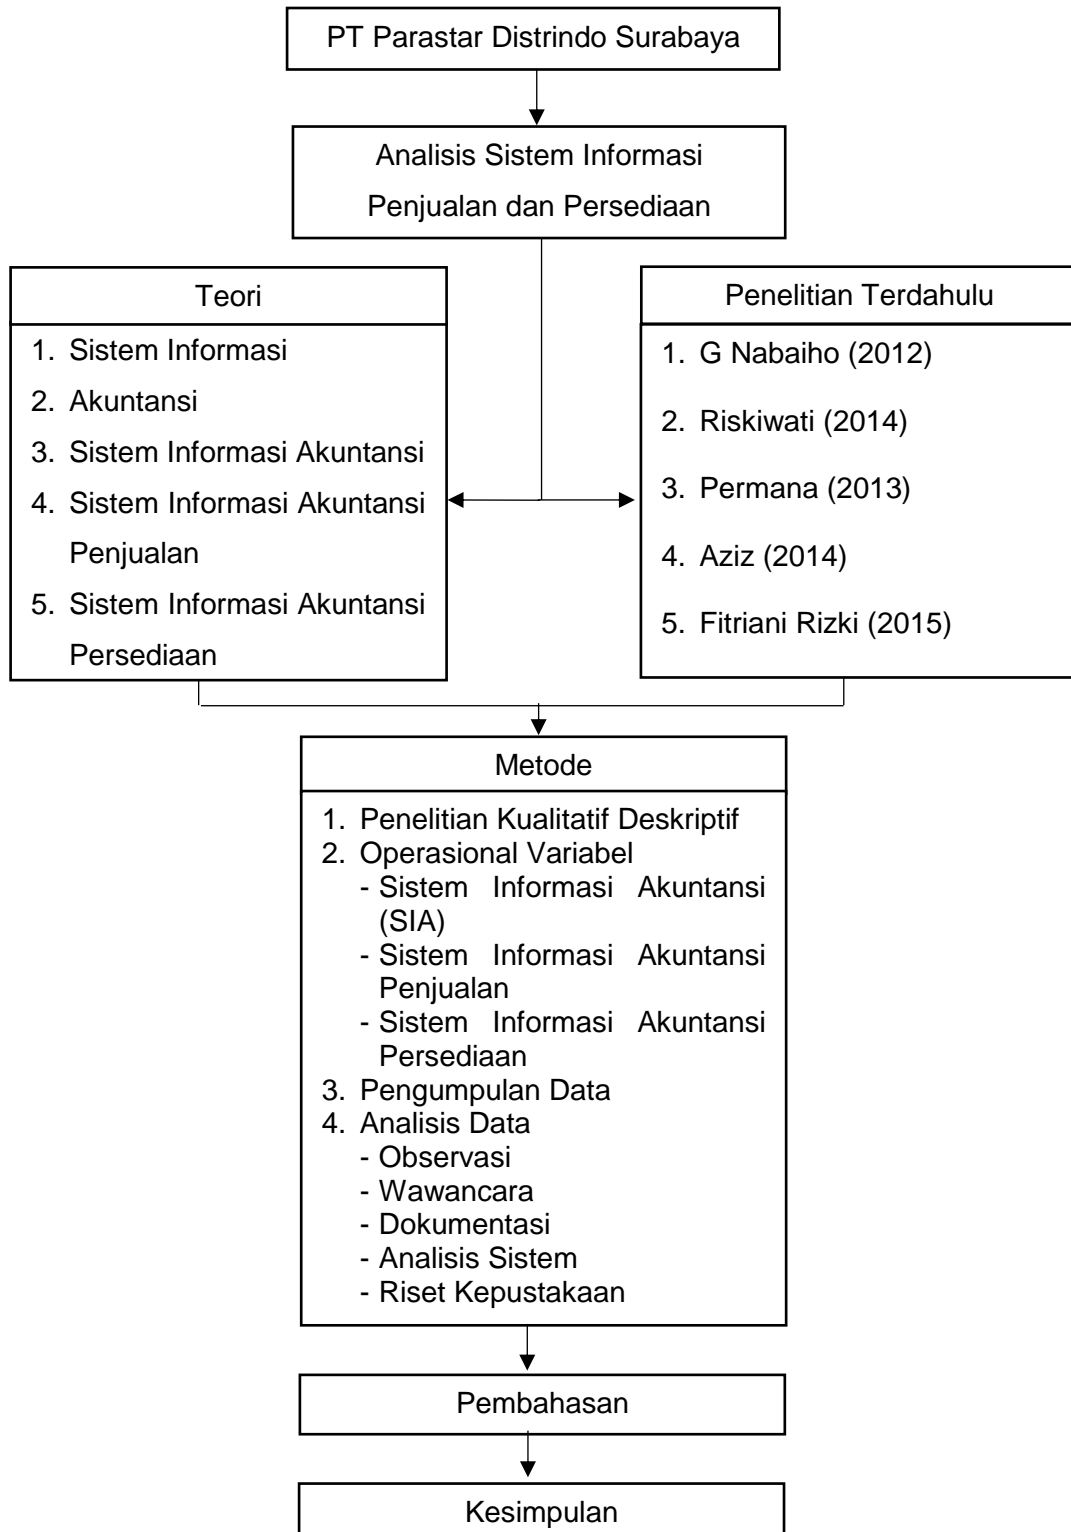 PT Parastar Distrindo Surabaya
Analisis Sistem Informasi
Penjualan dan Persediaan
Teori
1. Sistem Informasi
2. Akuntansi
3. Sistem Informasi Akuntansi
4. Sistem Informasi Akuntansi
Penjualan
5. Sistem Informasi Akuntansi
Persediaan
Penelitian Terdahulu
1. G Nabaiho (2012)
2. Riskiwati (2014)
3. Permana (2013)
4. Aziz (2014)
5. Fitriani Rizki (2015)
Metode
1. Penelitian Kualitatif Deskriptif
2. Operasional Variabel
- Sistem Informasi Akuntansi
(SIA)
- Sistem Informasi Akuntansi
Penjualan
- Sistem Informasi Akuntansi
Persediaan
3. Pengumpulan Data
4. Analisis Data
- Observasi
- Wawancara
- Dokumentasi
- Analisis Sistem
- Riset Kepustakaan
Pembahasan
Kesimpulan